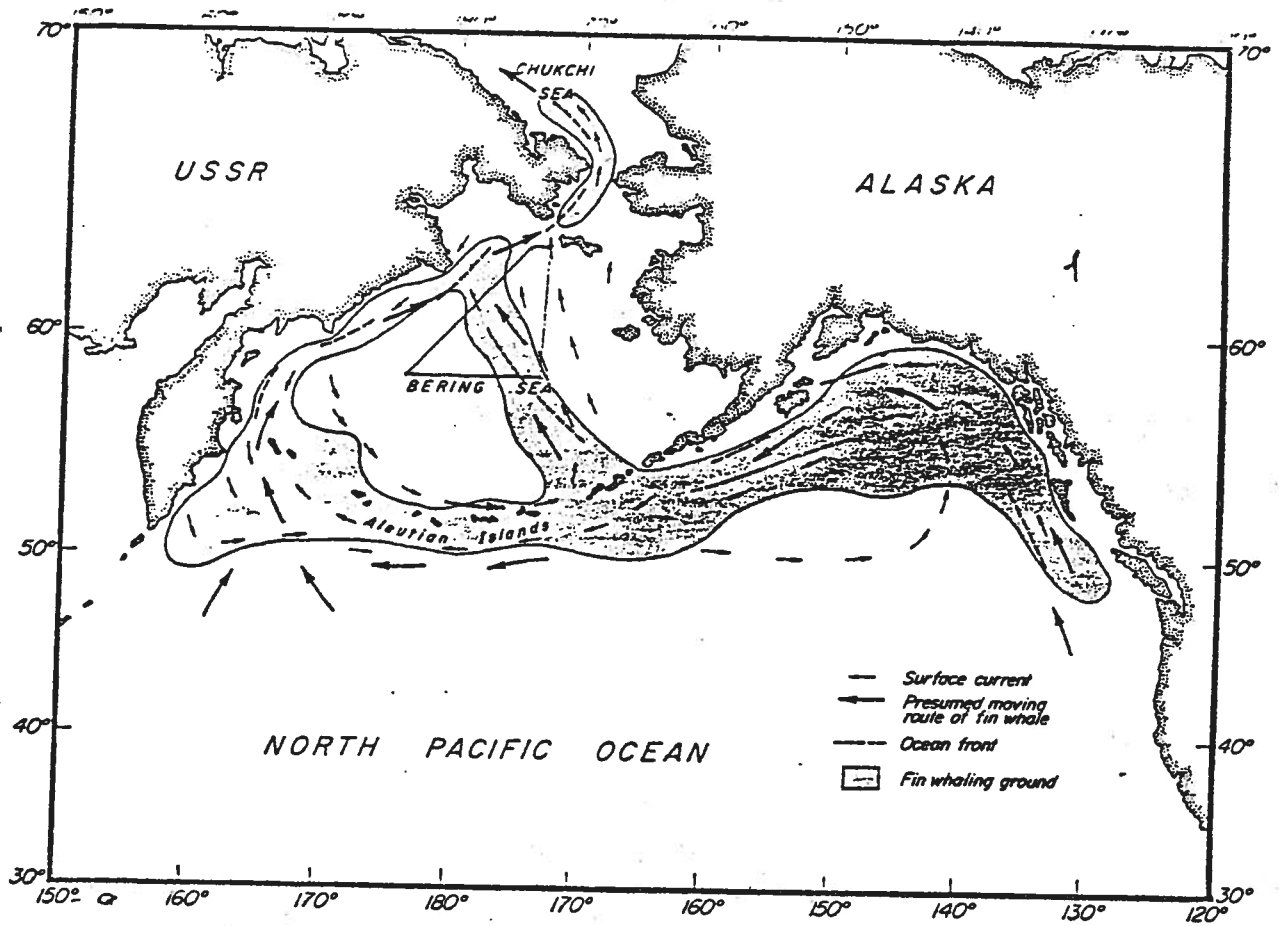 70°
150°
70°
CHUKCHI
SEA
USSR
ALASKA
60°
60°
BERING SEA
Aleutian Islands
50°
50°
Surface current
Presumed moving
route of fin whale
40°
NORTH PACIFIC OCEAN
Ocean front
40°
Fin whaling ground
30°
30°
150° 160° 170° 180° 170° 160° 150° 140° 130° 120°